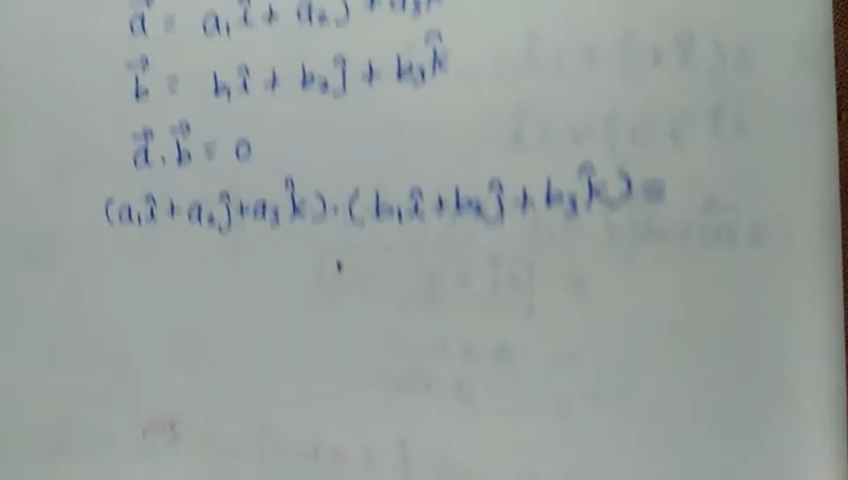 a⃗ = a₁î + a₂ĵ + a₃k̂
b⃗ = b₁î + b₂ĵ + b₃k̂
a⃗ . b⃗ = 0
(a₁î + a₂ĵ + a₃k̂) . (b₁î + b₂ĵ + b₃k̂) =